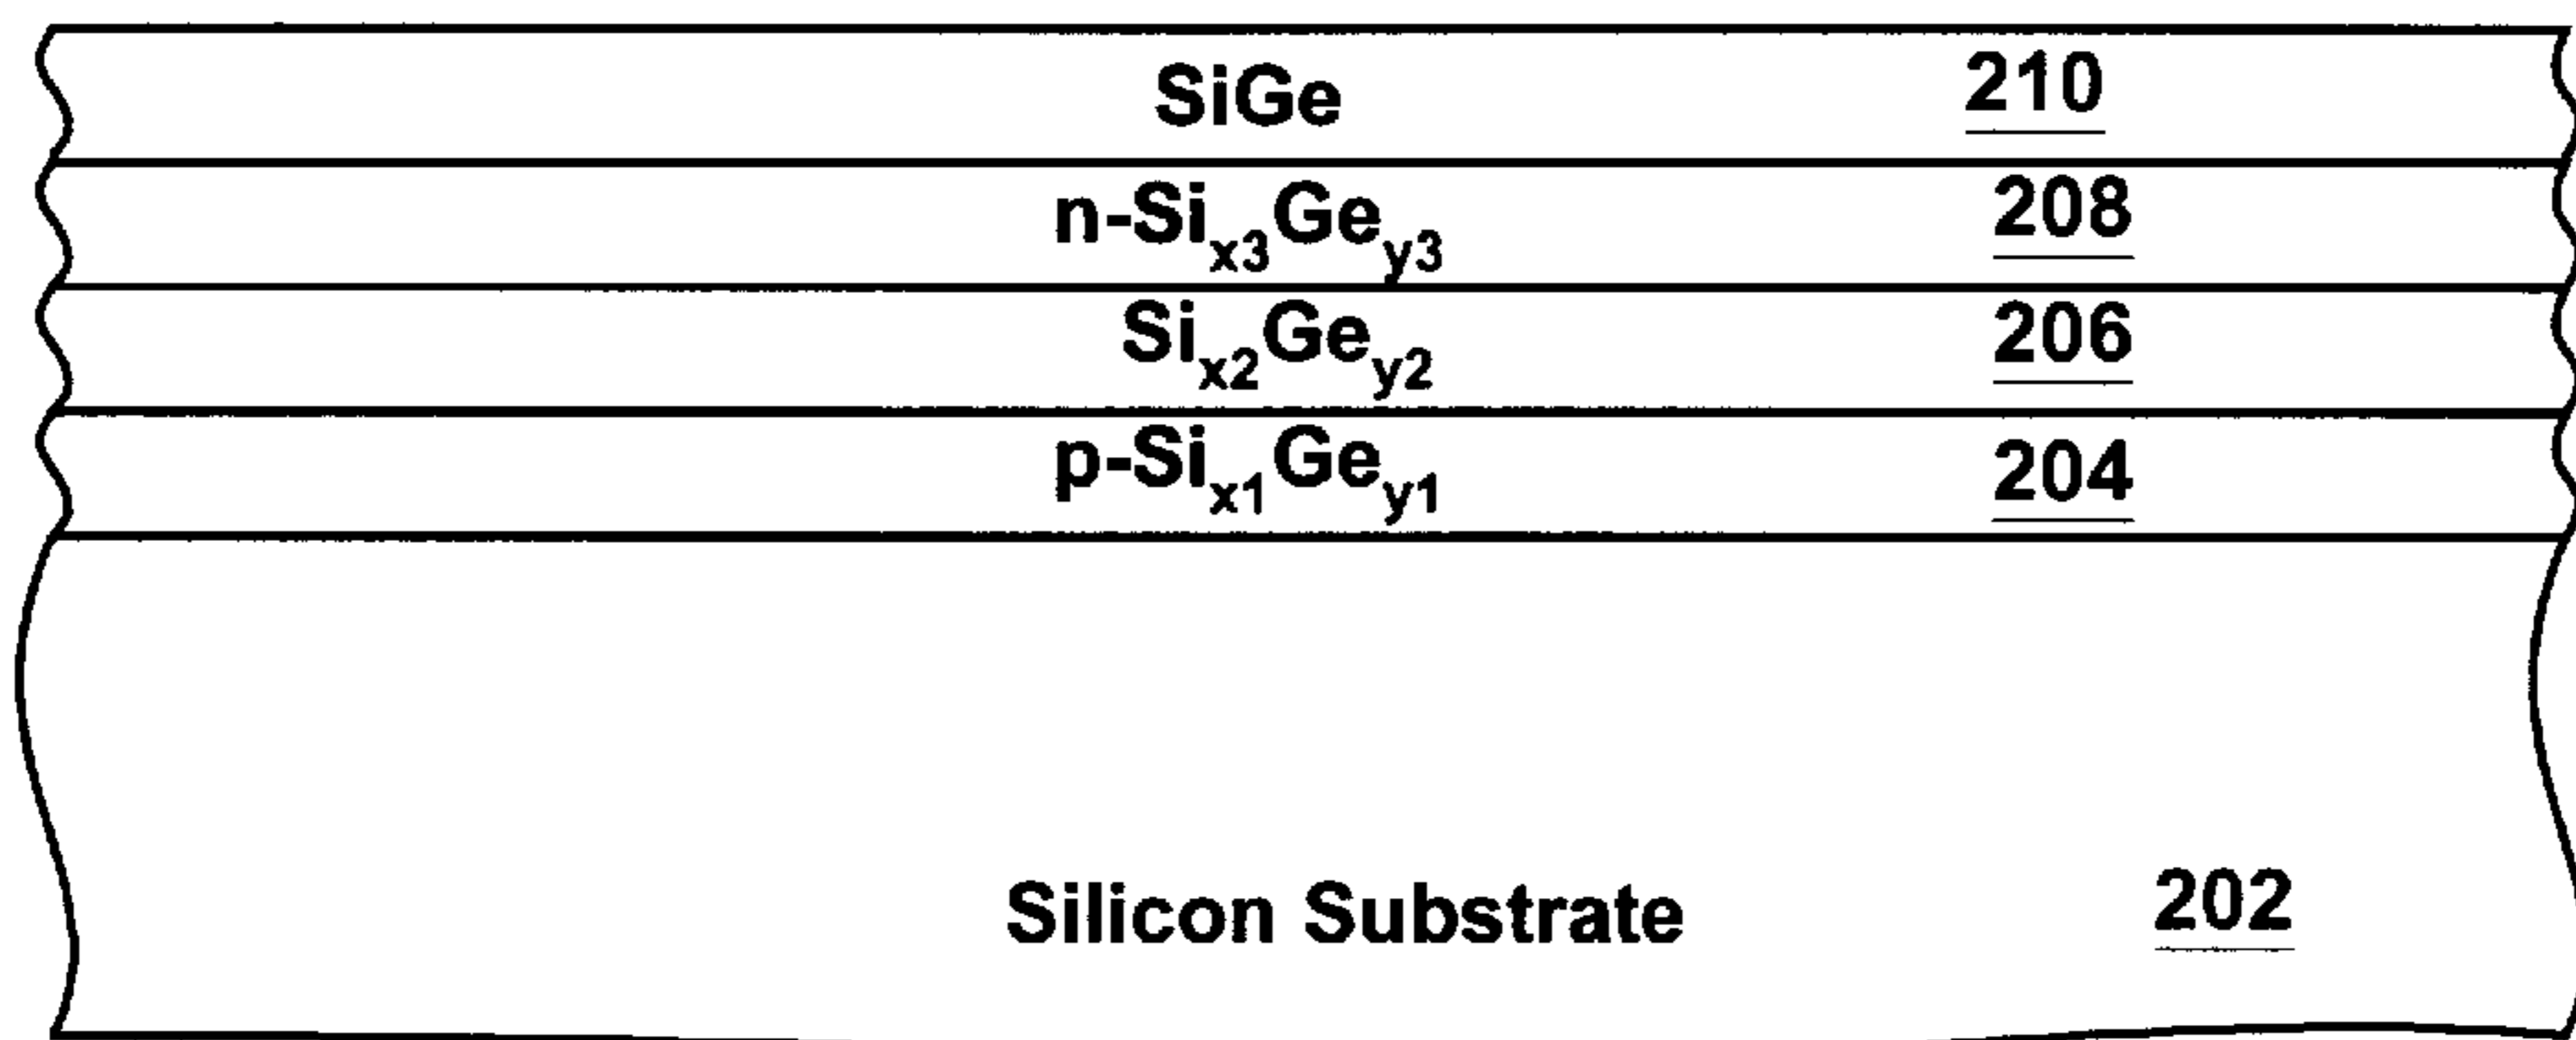 SiGe 210
n-Six3Gey3 208
Six2Gey2 206
p-Six1Gey1 204
Silicon Substrate 202